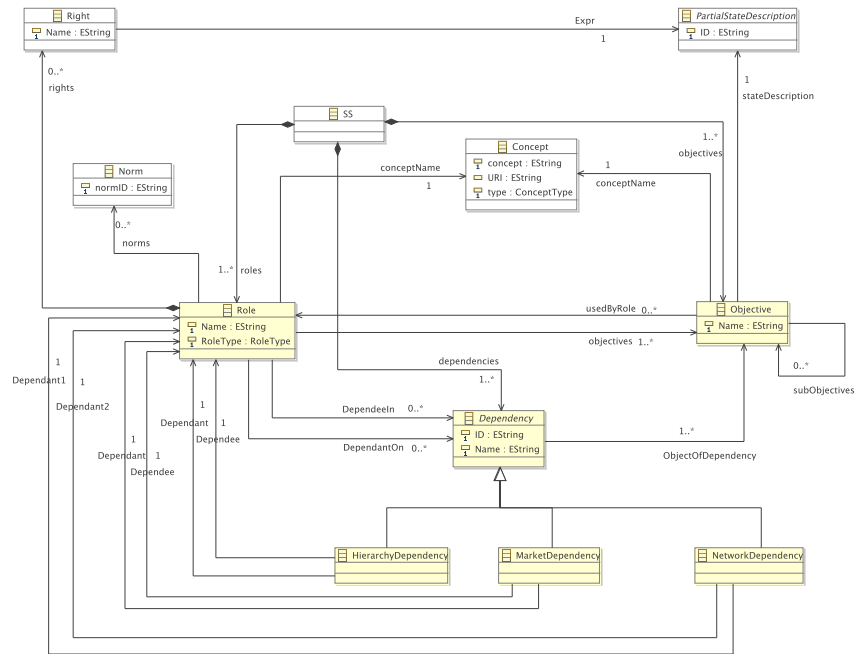 Right
Name : EString
Expr
1
PartialStateDescription
ID : EString
0..*
rights
1
stateDescription
SS
1..*
objectives
Concept
concept : EString
URI : EString
type : ConceptType
conceptName
1
1
conceptName
Norm
normID : EString
0..*
norms
1..* roles
Role
Name : EString
RoleType : RoleType
usedByRole 0..*
objectives 1..*
Objective
Name : EString
0..*
subObjectives
dependencies
1..*
1
Dependant1
1
Dependant2
1
Dependant
1
Dependee
1
Dependant
1
Dependee
DependeeIn 0..*
DependantOn 0..*
Dependency
ID : EString
Name : EString
1..*
ObjectOfDependency
HierarchyDependency
MarketDependency
NetworkDependency